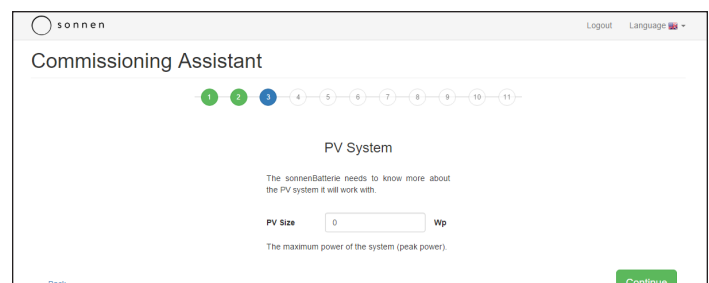 sonnen
Logout Language
Commissioning Assistant
1 2 3 4 5 6 7 8 9 10 11
PV System
The sonnenBatterie needs to know more about
the PV system it will work with.
PV Size 0 Wp
The maximum power of the system (peak power).
Back Continue